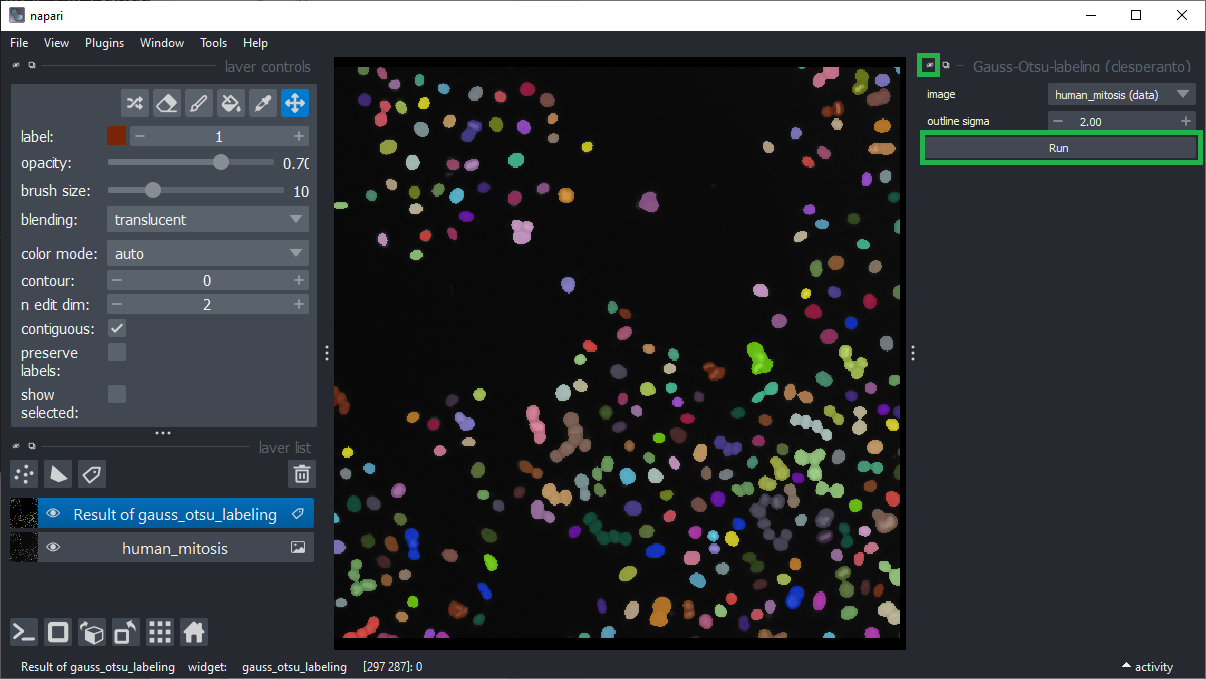 napari
File View Plugins Window Tools Help
layer controls
label: 1
opacity: 0.70
brush size: 10
blending: translucent
color mode: auto
contour: 0
n edit dim: 2
contiguous:
preserve
labels:
show
selected:
layer list
Result of gauss_otsu_labeling
human_mitosis
Gauss-Otsu-labeling (clesperanto)
image human_mitosis (data)
outline sigma 2.00
Run
Result of gauss_otsu_labeling widget: gauss_otsu_labeling [297 287]: 0
activity